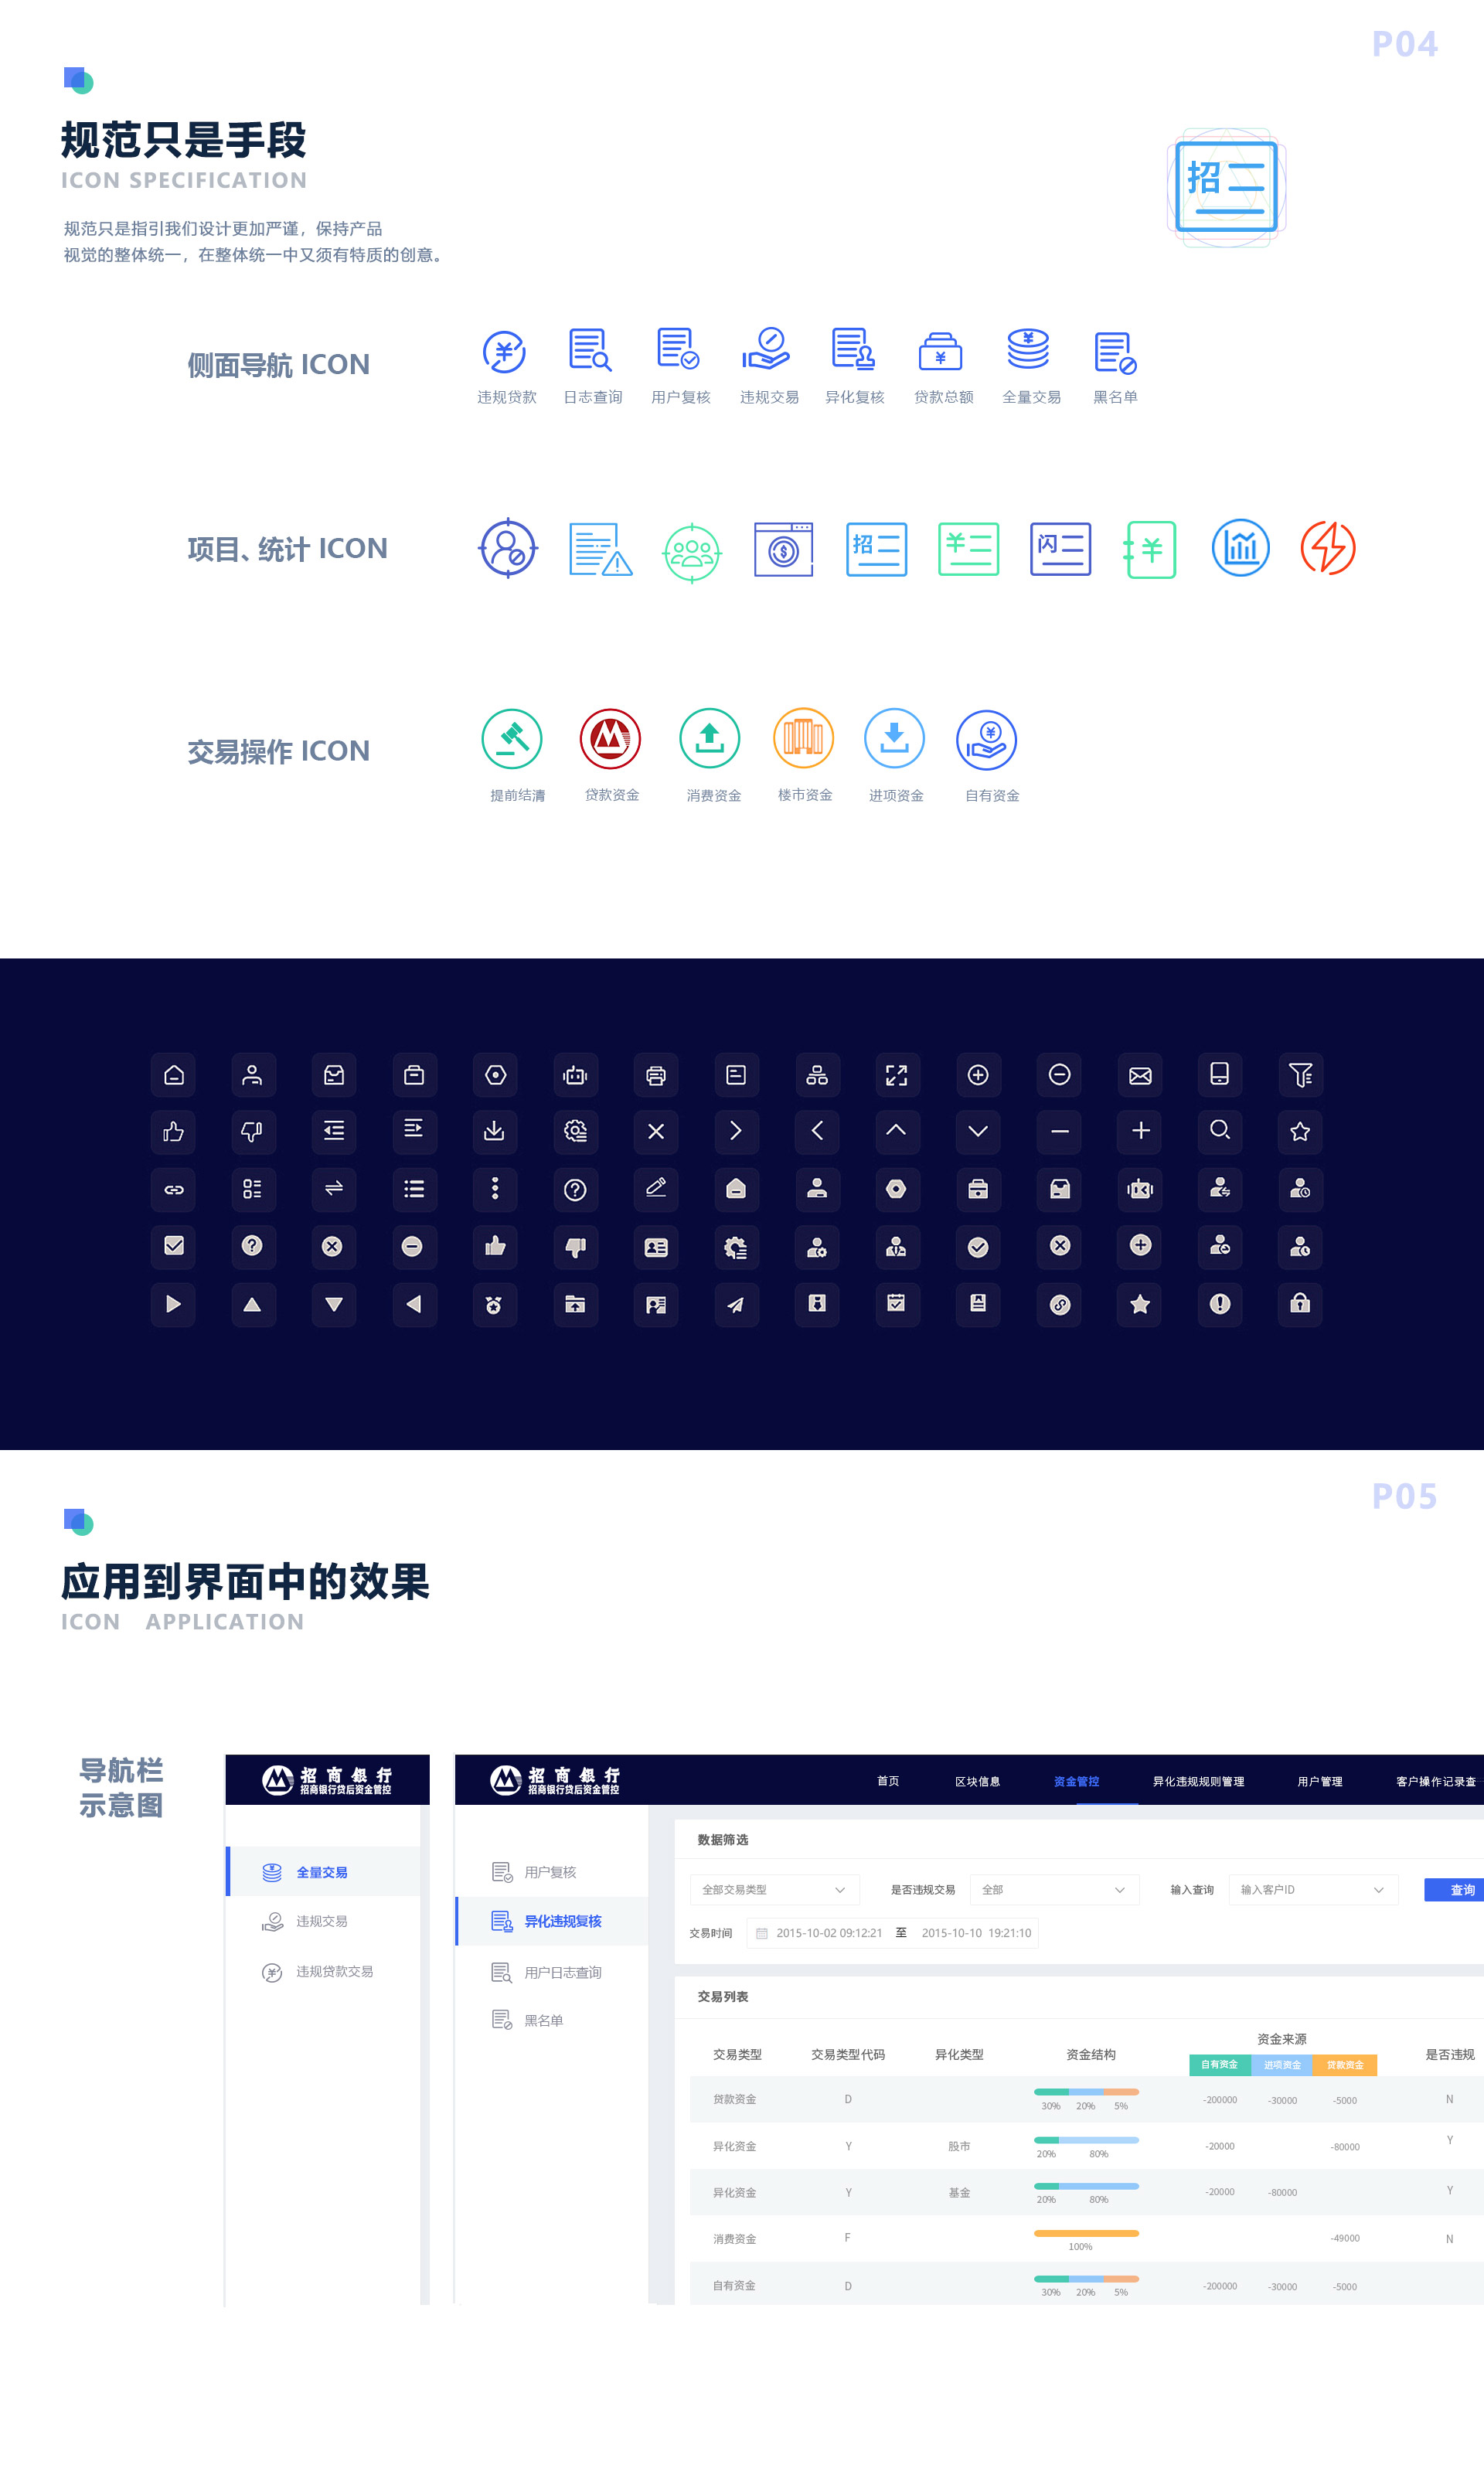 P04
规范只是手段
ICON SPECIFICATION
规范只是指引我们设计更加严谨，保持产品
视觉的整体统一，在整体统一中又须有特质的创意。
招
侧面导航 ICON
违规贷款 日志查询 用户复核 违规交易 异化复核 贷款总额 全量交易 黑名单
项目、统计 ICON
招 闪
交易操作 ICON
提前结清 贷款资金 消费资金 楼市资金 进项资金 自有资金
P05
应用到界面中的效果
ICON APPLICATION
导航栏
示意图
招商银行
招商银行贷后资金管控
全量交易
违规交易
违规贷款交易
招商银行
招商银行贷后资金管控
首页 区块信息 资金管控 异化违规规则管理 用户管理 客户操作记录查
用户复核
异化违规复核
用户日志查询
黑名单
数据筛选
全部交易类型 是否违规交易 全部 输入查询 输入客户ID 查询
交易时间 2015-10-02 09:12:21 至 2015-10-10 19:21:10
交易列表
资金来源
交易类型 交易类型代码 异化类型 资金结构 自有资金 进项资金 贷款资金 是否违规
贷款资金 D 30% 20% 5% -200000 -30000 -5000 N
异化资金 Y 股市 20% 80% -20000 -80000 Y
异化资金 Y 基金 20% 80% -20000 -80000 Y
消费资金 F 100% -49000 N
自有资金 D 30% 20% 5% -200000 -30000 -5000